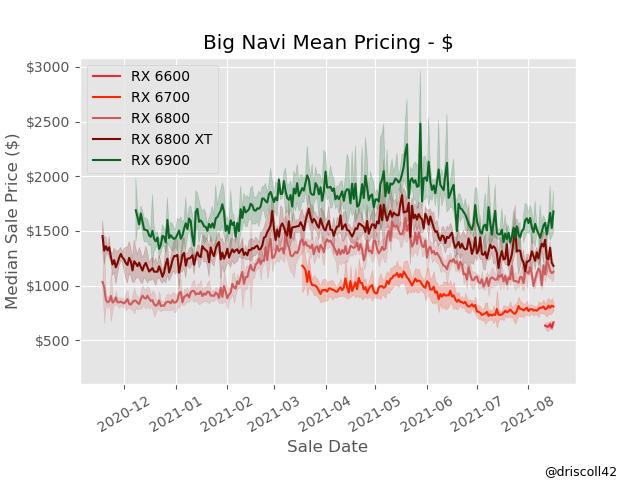 Big Navi Mean Pricing - $
Median Sale Price ($)
$3000
$2500
$2000
$1500
$1000
$500
RX 6600
RX 6700
RX 6800
RX 6800 XT
RX 6900
2020-12
2021-01
2021-02
2021-03
2021-04
2021-05
2021-06
2021-07
2021-08
Sale Date
@driscoll42